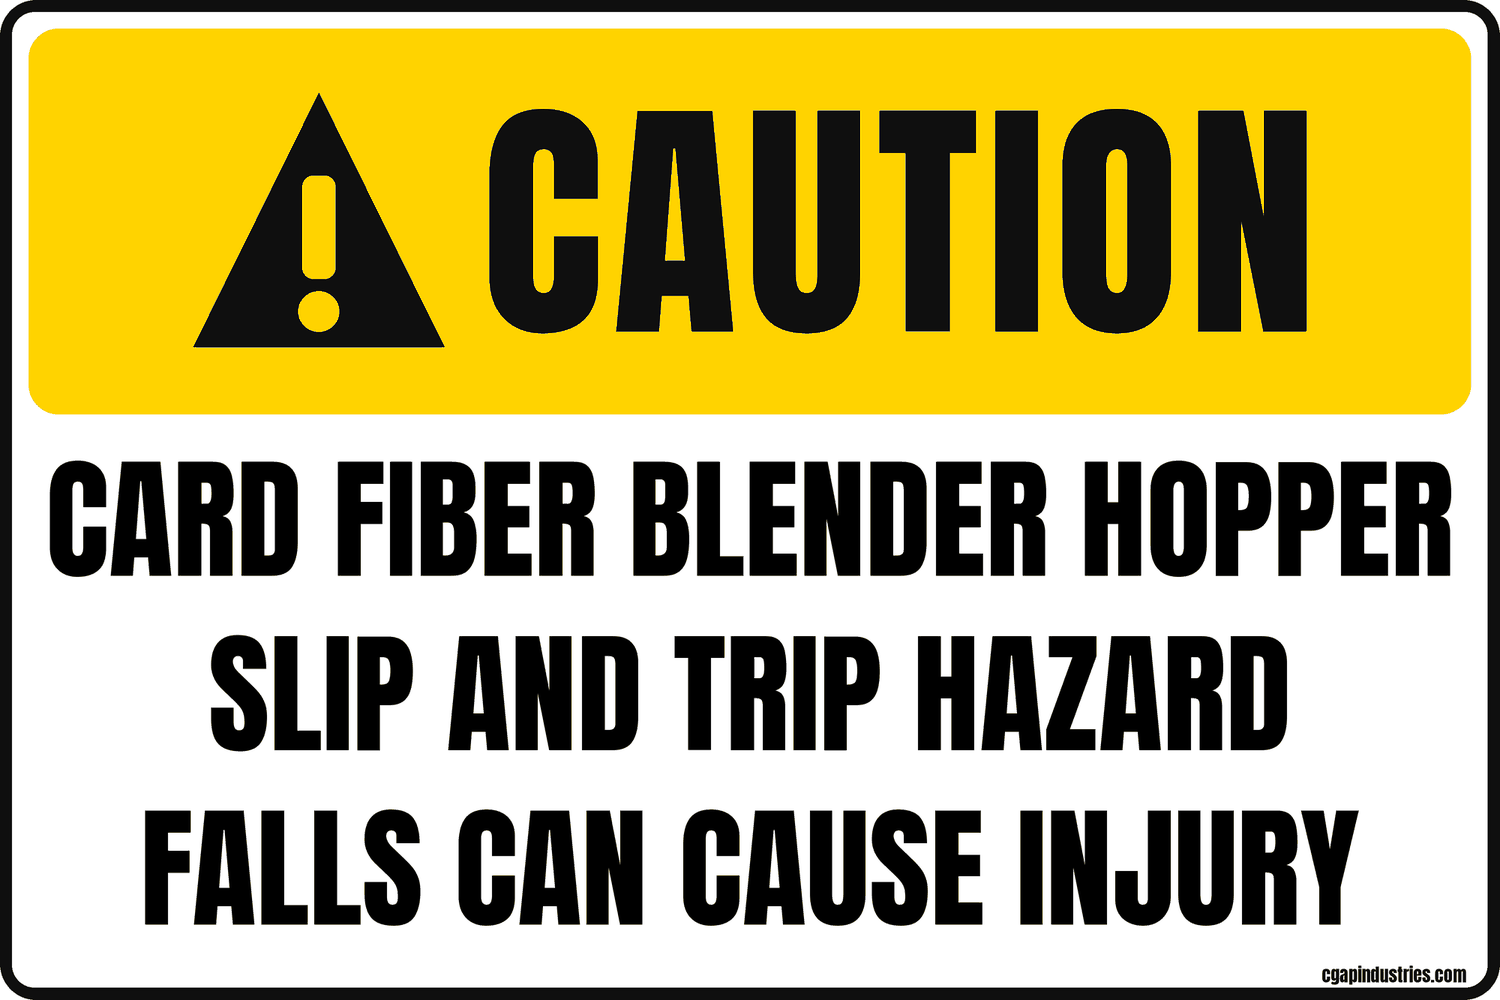 CAUTION
CARD FIBER BLENDER HOPPER
SLIP AND TRIP HAZARD
FALLS CAN CAUSE INJURY
cgapindustries.com